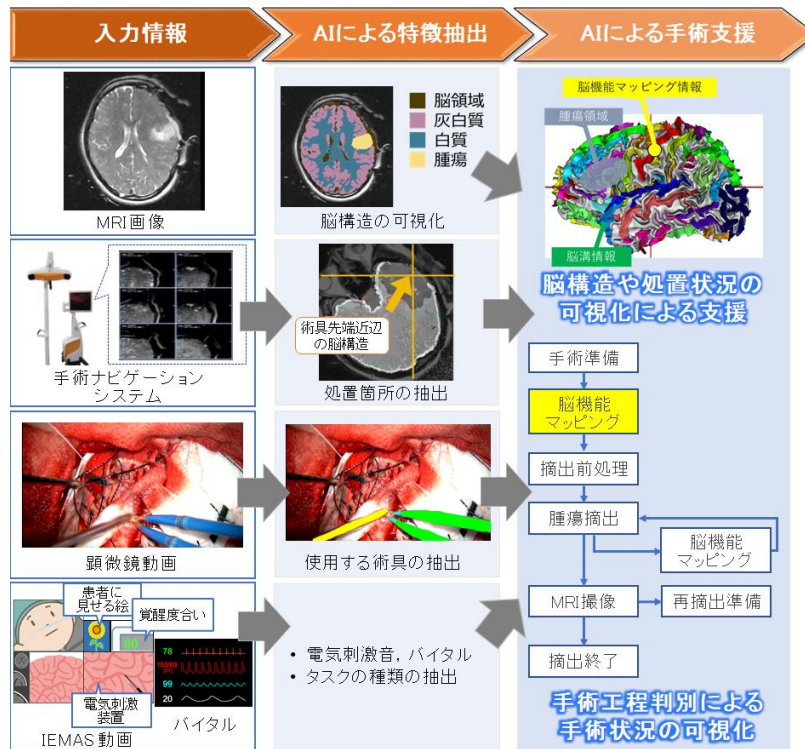 入力情報
AIによる特徴抽出
AIによる手術支援
MRI画像
脳領域
灰白質
白質
腫瘍
脳構造の可視化
脳機能マッピング情報
腫瘍領域
脳溝情報
脳構造や処置状況の
可視化による支援
手術ナビゲーション
システム
術具先端近辺
の脳構造
処置箇所の抽出
顕微鏡動画
使用する術具の抽出
患者に
見せる絵
覚醒度合い
80
78
99
20
電気刺激
装置
バイタル
IEMAS動画
• 電気刺激音，バイタル
• タスクの種類の抽出
手術準備
脳機能
マッピング
摘出前処理
腫瘍摘出
脳機能
マッピング
MRI撮像
再摘出準備
摘出終了
手術工程判別による
手術状況の可視化